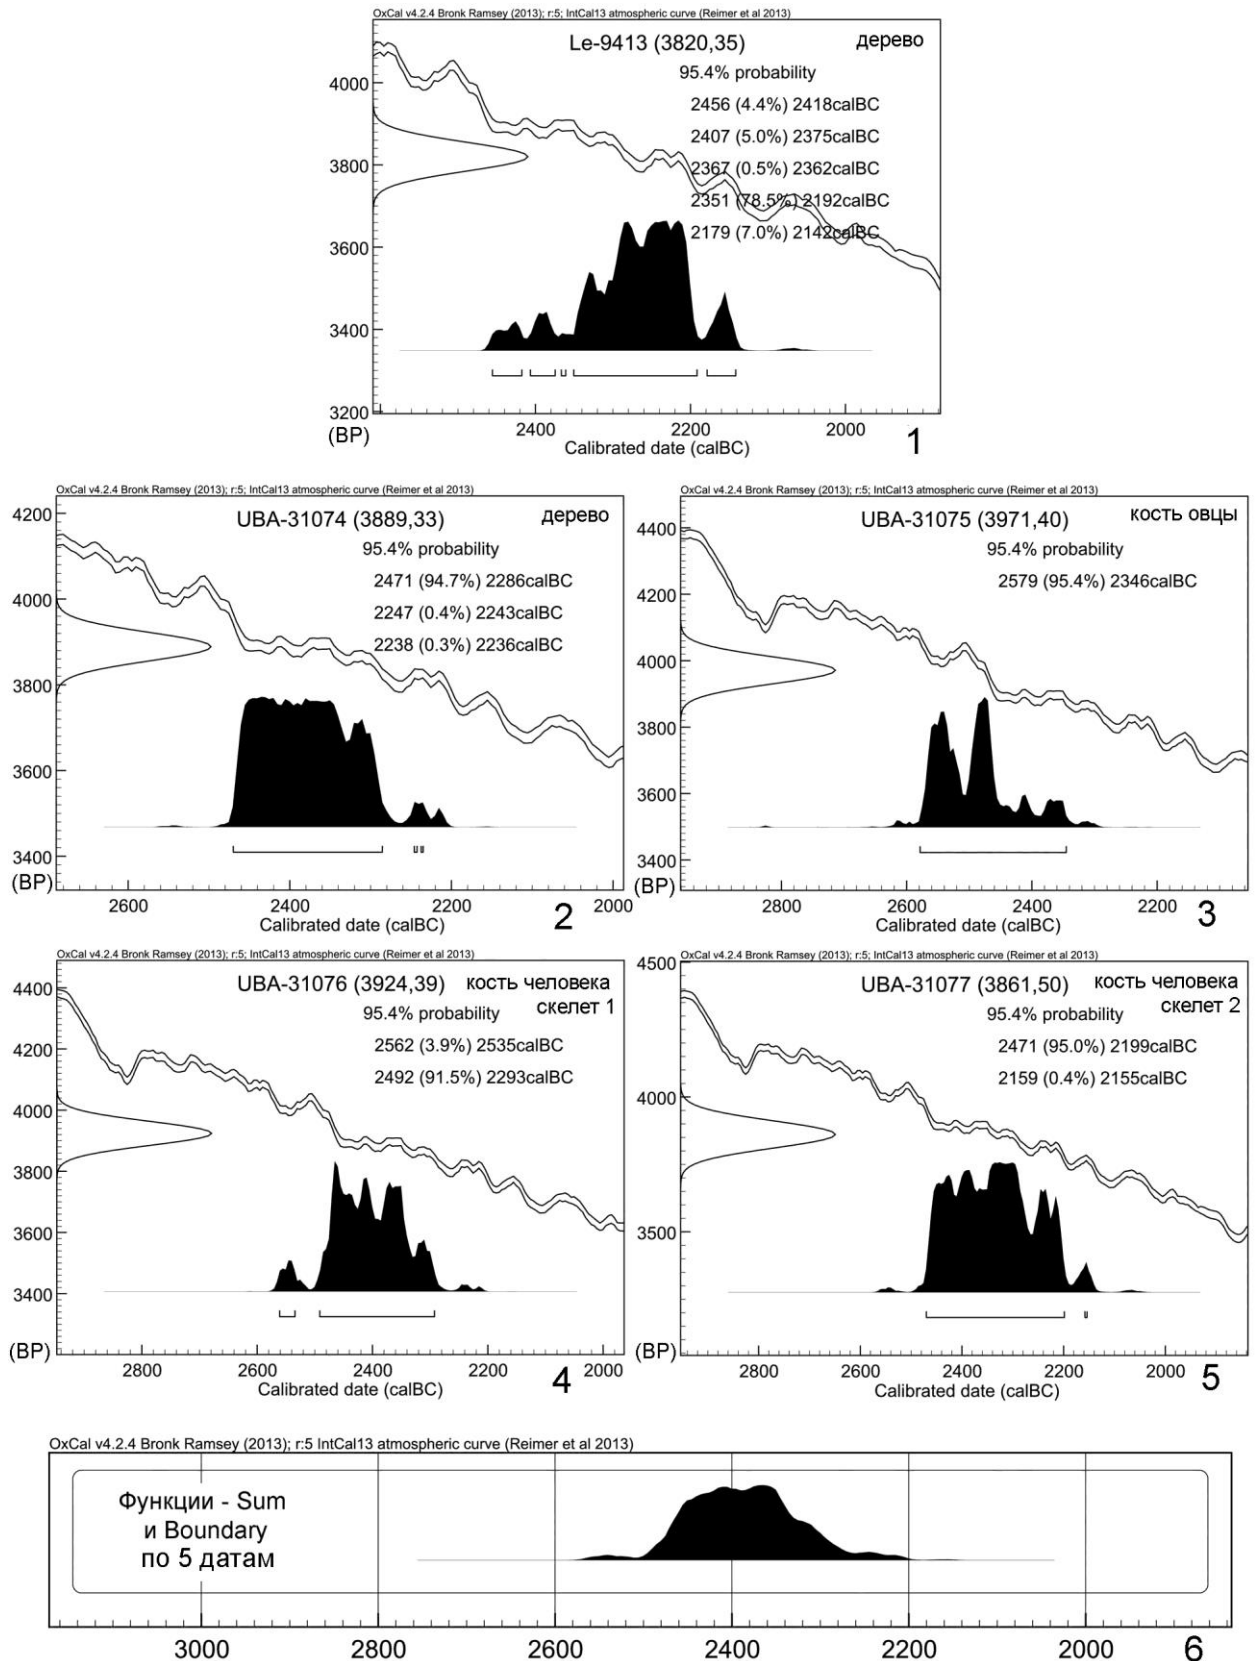 OxCal v4.2.4 Bronk Ramsey (2013); r:5; IntCal13 atmospheric curve (Reimer et al 2013)
Le-9413 (3820,35)
дерево
95.4% probability
2456 (4.4%) 2418calBC
2407 (5.0%) 2375calBC
2367 (0.5%) 2362calBC
2351 (78.5%) 2192calBC
2179 (7.0%) 2142calBC
4000
3800
3600
3400
3200
(BP)
2400 2200 2000
Calibrated date (calBC)
1
OxCal v4.2.4 Bronk Ramsey (2013); r:5; IntCal13 atmospheric curve (Reimer et al 2013)
UBA-31074 (3889,33)
дерево
95.4% probability
2471 (94.7%) 2286calBC
2247 (0.4%) 2243calBC
2238 (0.3%) 2236calBC
4200
4000
3800
3600
3400
(BP)
2600 2400 2200 2000
Calibrated date (calBC)
2
OxCal v4.2.4 Bronk Ramsey (2013); r:5; IntCal13 atmospheric curve (Reimer et al 2013)
UBA-31075 (3971,40)
кость овцы
95.4% probability
2579 (95.4%) 2346calBC
4400
4200
4000
3800
3600
3400
(BP)
2800 2600 2400 2200
Calibrated date (calBC)
3
OxCal v4.2.4 Bronk Ramsey (2013); r:5; IntCal13 atmospheric curve (Reimer et al 2013)
UBA-31076 (3924,39)
кость человека
скелет 1
95.4% probability
2562 (3.9%) 2535calBC
2492 (91.5%) 2293calBC
4400
4200
4000
3800
3600
3400
(BP)
2800 2600 2400 2200 2000
Calibrated date (calBC)
4
OxCal v4.2.4 Bronk Ramsey (2013); r:5; IntCal13 atmospheric curve (Reimer et al 2013)
UBA-31077 (3861,50)
кость человека
скелет 2
95.4% probability
2471 (95.0%) 2199calBC
2159 (0.4%) 2155calBC
4500
4000
3500
(BP)
2800 2600 2400 2200 2000
Calibrated date (calBC)
5
OxCal v4.2.4 Bronk Ramsey (2013); r:5 IntCal13 atmospheric curve (Reimer et al 2013)
Функции - Sum
и Boundary
по 5 датам
3000 2800 2600 2400 2200 2000
6